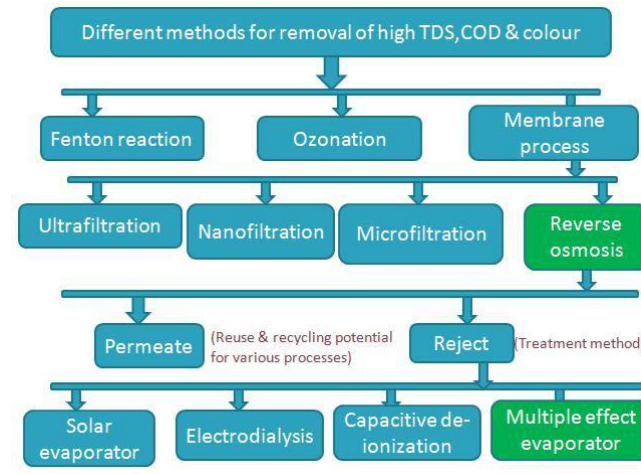 Different methods for removal of high TDS,COD & colour
Fenton reaction
Ozonation
Membrane
process
Ultrafiltration
Nanofiltration
Microfiltration
Reverse
osmosis
Permeate
(Reuse & recycling potential
for various processes)
Reject
(Treatment method
Solar
evaporator
Electrodialysis
Capacitive de-
ionization
Multiple effect
evaporator